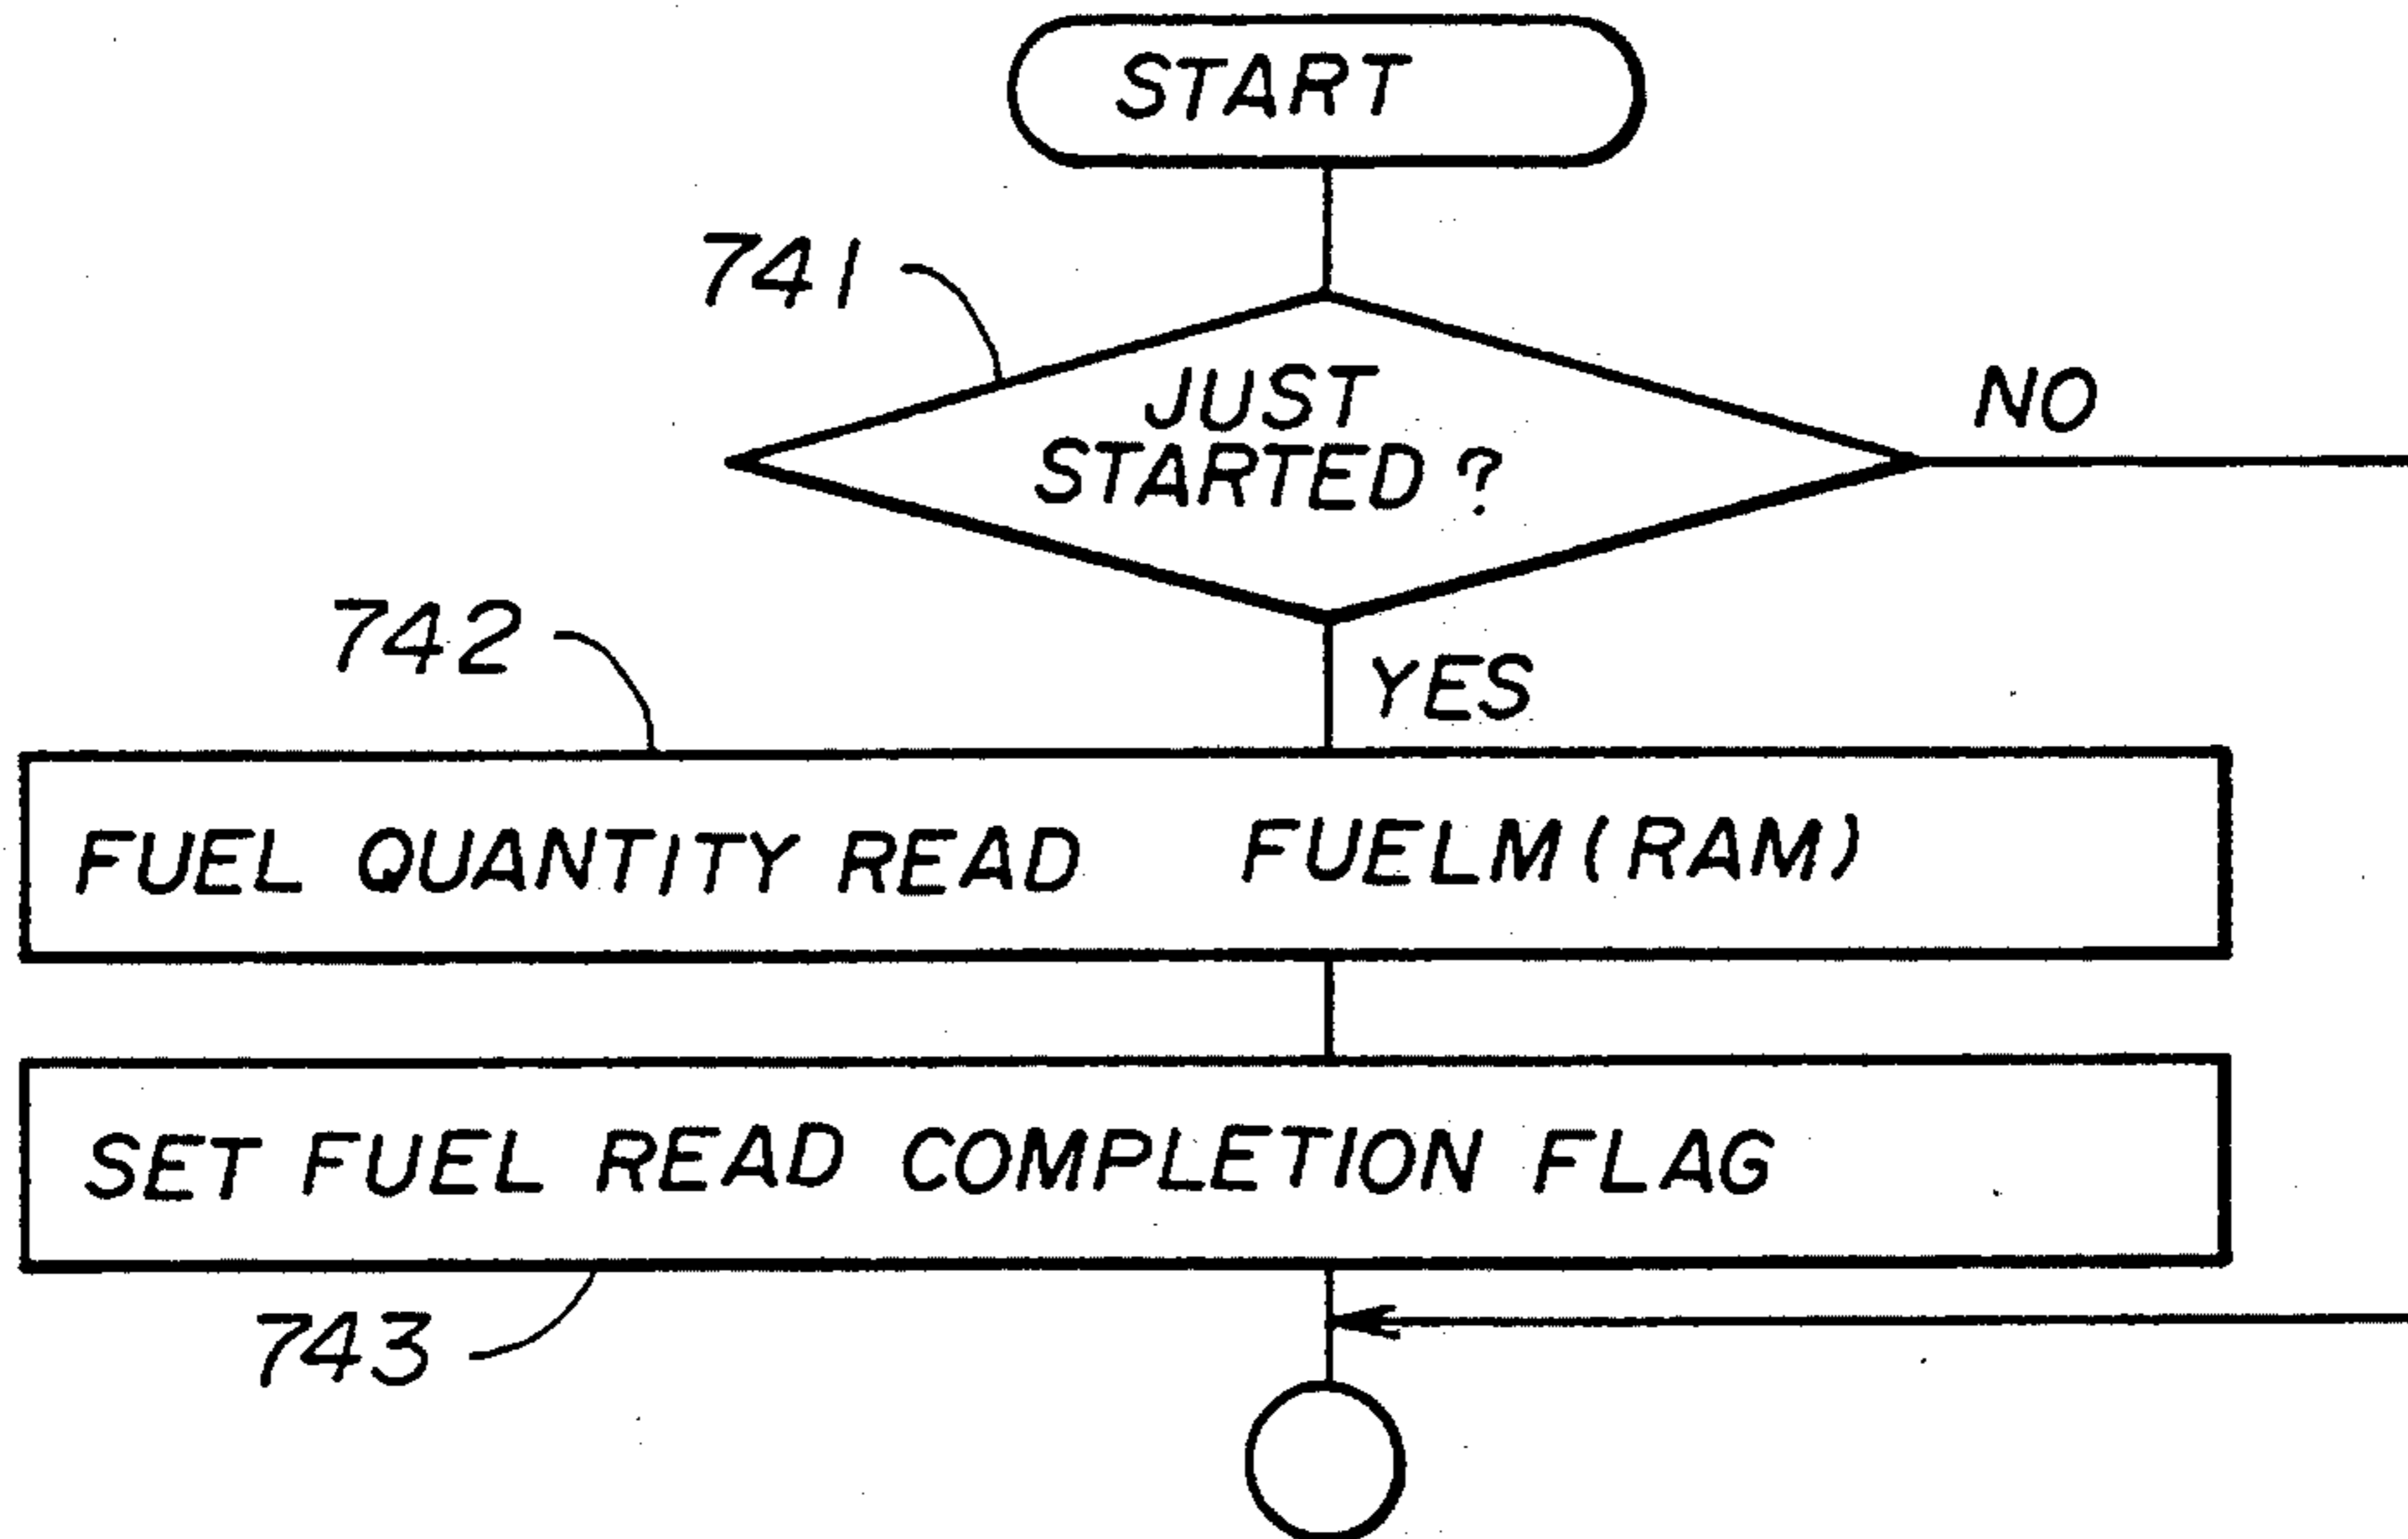 START
741
JUST
STARTED ?
NO
742
YES
FUEL QUANTITY READ FUELM(RAM)
SET FUEL READ COMPLETION FLAG
743